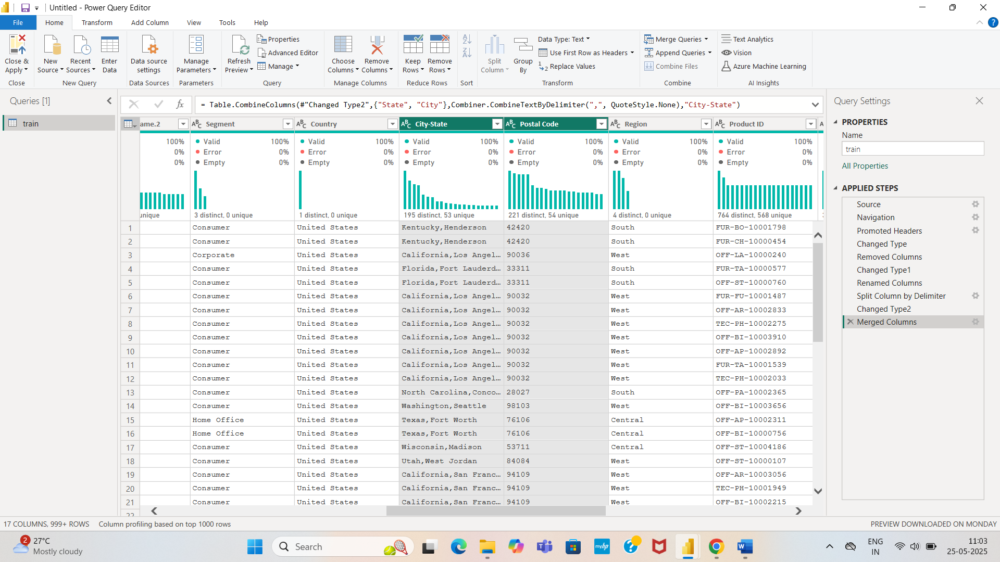 Untitled - Power Query Editor
File Home Transform Add Column View Tools Help
Close & Apply
Close
New Source
Recent Sources
Enter Data
New Query
Data source settings
Data Sources
Manage Parameters
Parameters
Refresh Preview
Properties
Advanced Editor
Manage
Query
Choose Columns
Remove Columns
Manage Columns
Keep Rows
Remove Rows
Reduce Rows
Sort
Split Column
Group By
Data Type: Text
Use First Row as Headers
Replace Values
Transform
Merge Queries
Append Queries
Combine Files
Combine
Text Analytics
Vision
Azure Machine Learning
AI Insights
Queries [1]
train
fx
= Table.CombineColumns(#"Changed Type2",{"State", "City"},Combiner.CombineTextByDelimiter(",", QuoteStyle.None),"City-State")
ame.2 ABC Segment ABC Country ABC City-State ABC Postal Code ABC Region ABC Product ID
100% Valid 100% Valid 100% Valid 100% Valid 100% Valid 100% Valid 100%
0% Error 0% Error 0% Error 0% Error 0% Error 0% Error 0%
0% Empty 0% Empty 0% Empty 0% Empty 0% Empty 0% Empty 0%
unique 3 distinct, 0 unique 1 distinct, 0 unique 195 distinct, 53 unique 221 distinct, 54 unique 4 distinct, 0 unique 764 distinct, 568 unique
1 Consumer United States Kentucky,Henderson 42420 South FUR-BO-10001798
2 Consumer United States Kentucky,Henderson 42420 South FUR-CH-10000454
3 Corporate United States California,Los Angel… 90036 West OFF-LA-10000240
4 Consumer United States Florida,Fort Lauderd… 33311 South FUR-TA-10000577
5 Consumer United States Florida,Fort Lauderd… 33311 South OFF-ST-10000760
6 Consumer United States California,Los Angel… 90032 West FUR-FU-10001487
7 Consumer United States California,Los Angel… 90032 West OFF-AR-10002833
8 Consumer United States California,Los Angel… 90032 West TEC-PH-10002275
9 Consumer United States California,Los Angel… 90032 West OFF-BI-10003910
10 Consumer United States California,Los Angel… 90032 West OFF-AP-10002892
11 Consumer United States California,Los Angel… 90032 West FUR-TA-10001539
12 Consumer United States California,Los Angel… 90032 West TEC-PH-10002033
13 Consumer United States North Carolina,Conco… 28027 South OFF-PA-10002365
14 Consumer United States Washington,Seattle 98103 West OFF-BI-10003656
15 Home Office United States Texas,Fort Worth 76106 Central OFF-AP-10002311
16 Home Office United States Texas,Fort Worth 76106 Central OFF-BI-10000756
17 Consumer United States Wisconsin,Madison 53711 Central OFF-ST-10004186
18 Consumer United States Utah,West Jordan 84084 West OFF-ST-10000107
19 Consumer United States California,San Franc… 94109 West OFF-AR-10003056
20 Consumer United States California,San Franc… 94109 West TEC-PH-10001949
21 Consumer United States California,San Franc… 94109 West OFF-BI-10002215
22
Query Settings
PROPERTIES
Name
train
All Properties
APPLIED STEPS
Source
Navigation
Promoted Headers
Changed Type
Removed Columns
Changed Type1
Renamed Columns
Split Column by Delimiter
Changed Type2
Merged Columns
17 COLUMNS, 999+ ROWS Column profiling based on top 1000 rows PREVIEW DOWNLOADED ON MONDAY
2
27°C
Mostly cloudy
Search
myhp
ENG
IN
11:03
25-05-2025